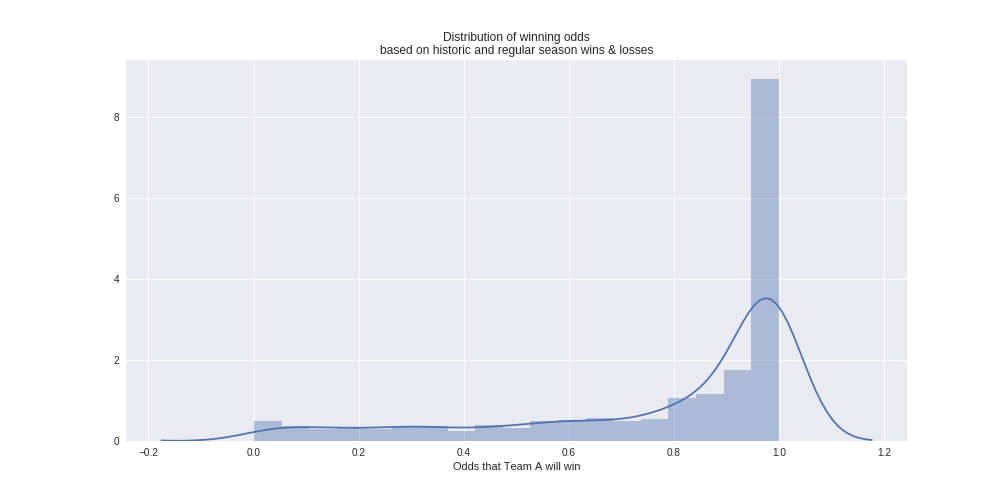 Distribution of winning odds
based on historic and regular season wins & losses
8
6
4
2
0
−0.2 0.0 0.2 0.4 0.6 0.8 1.0 1.2
Odds that Team A will win